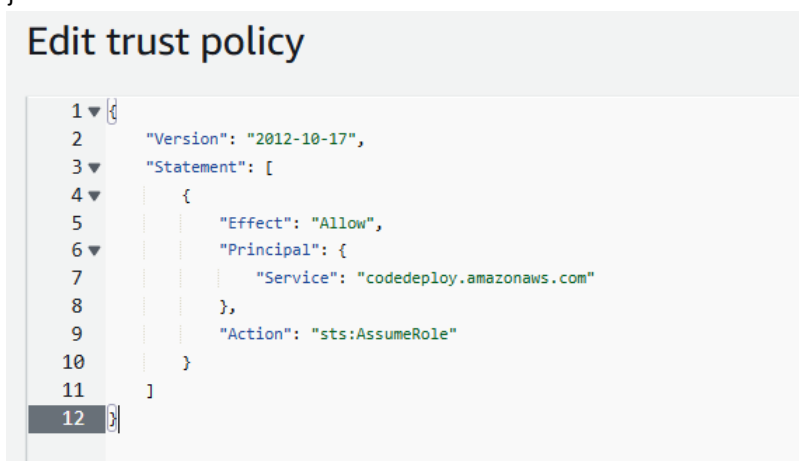 Edit trust policy
1 {
2 "Version": "2012-10-17",
3 "Statement": [
4 {
5 "Effect": "Allow",
6 "Principal": {
7 "Service": "codedeploy.amazonaws.com"
8 },
9 "Action": "sts:AssumeRole"
10 }
11 ]
12 }